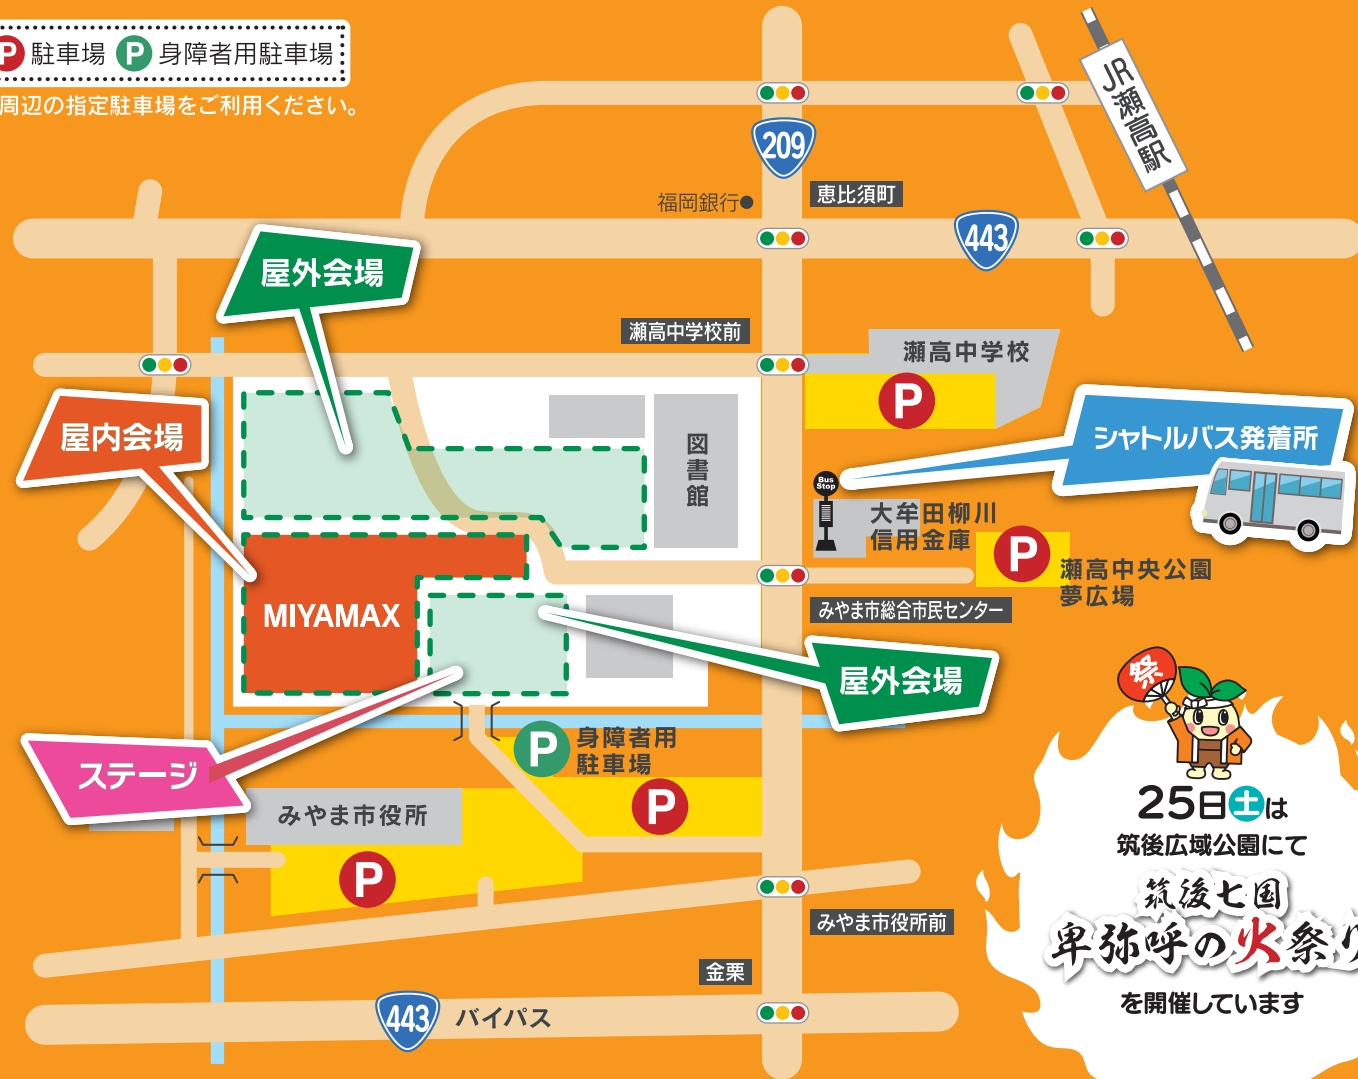 P 駐車場 P 身障者用駐車場
周辺の指定駐車場をご利用ください。
JR瀬高駅
209
恵比須町
福岡銀行
443
屋外会場
瀬高中学校前
瀬高中学校
P
屋内会場
シャトルバス発着所
図書館
Bus
Stop
大牟田柳川
信用金庫
P
瀬高中央公園
夢広場
MIYAMAX
みやま市総合市民センター
屋外会場
祭
ステージ
P
身障者用
駐車場
P
みやま市役所
P
25日土は
筑後広域公園にて
筑後七国
卑弥呼の火祭り
を開催しています
みやま市役所前
金栗
443
バイパス